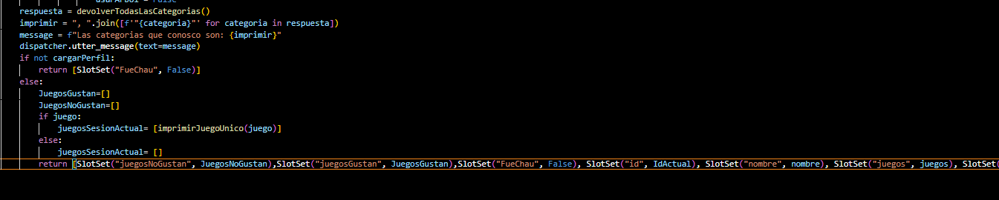 respuesta = devolverTodasLasCategorias()
imprimir = ", ".join([f'"{categoria}"' for categoria in respuesta])
message = f"Las categorias que conosco son: {imprimir}"
dispatcher.utter_message(text=message)
if not cargarPerfil:
return [SlotSet("FueChau", False)]
else:
JuegosGustan=[]
JuegosNoGustan=[]
if juego:
juegosSesionActual= [imprimirJuegoUnico(juego)]
else:
juegosSesionActual= []
return [SlotSet("juegosNoGustan", JuegosNoGustan),SlotSet("juegosGustan", JuegosGustan),SlotSet("FueChau", False), SlotSet("id", IdActual), SlotSet("nombre", nombre), SlotSet("juegos", juegos), SlotSet(